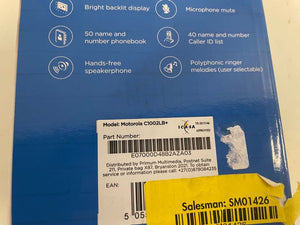 Bright backlit display
Microphone mute
50 name and
number phonebook
40 name and number
Caller ID list
Hands-free
speakerphone
Polyphonic ringer
melodies (user selectable)
Model: Motorola C1002LB+
ICASA
Part Number:
E07000D48B2AZA03
Distributed by Primum Multimedia, Postnet Suite
211, Private bag X87, Bryanston 2021. To obtain
service or information please call +27(0)878084235
EAN:
Salesman: SM01426